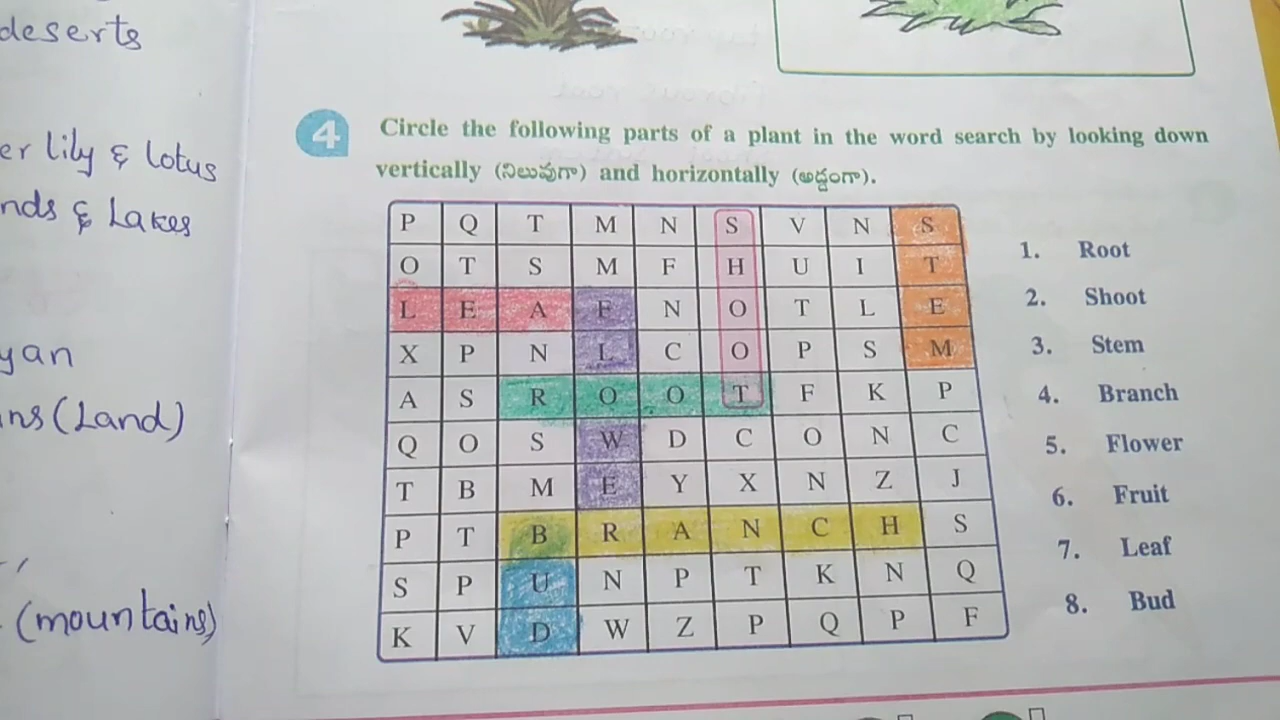 deserts
er lily & lotus
nds & Lakes
yan
ins (Land)
(mountains)
4
Circle the following parts of a plant in the word search by looking down
vertically (నిలువుగా) and horizontally (అడ్డంగా).
P Q T M N S V N S
O T S M F H U I T
L E A F N O T L E
X P N L C O P S M
A S R O O T F K P
Q O S W D C O N C
T B M E Y X N Z J
P T B R A N C H S
S P U N P T K N Q
K V D W Z P Q P F
1. Root
2. Shoot
3. Stem
4. Branch
5. Flower
6. Fruit
7. Leaf
8. Bud